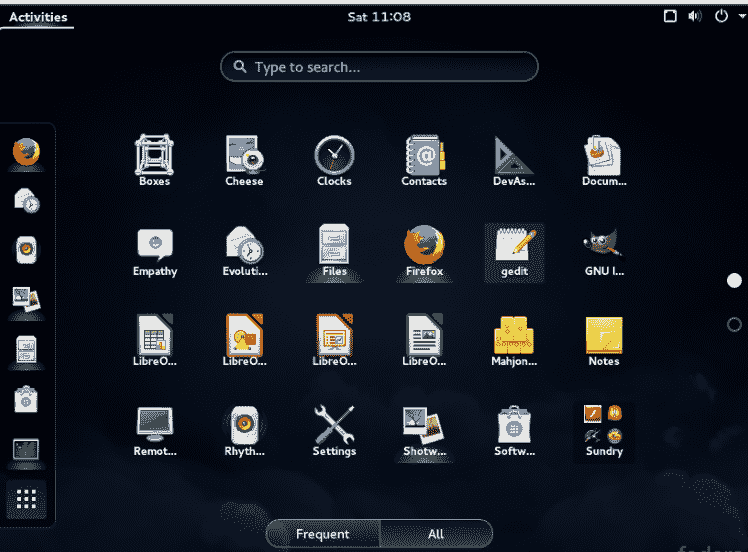 Activities
Sat 11:08
Type to search...
Boxes
Cheese
Clocks
Contacts
DevAs...
Docum...
Empathy
Evoluti...
Files
Firefox
gedit
GNU I...
LibreO...
LibreO...
LibreO...
LibreO...
Mahjon...
Notes
Remot...
Rhyth...
Settings
Shotw...
Softw...
Sundry
Frequent
All